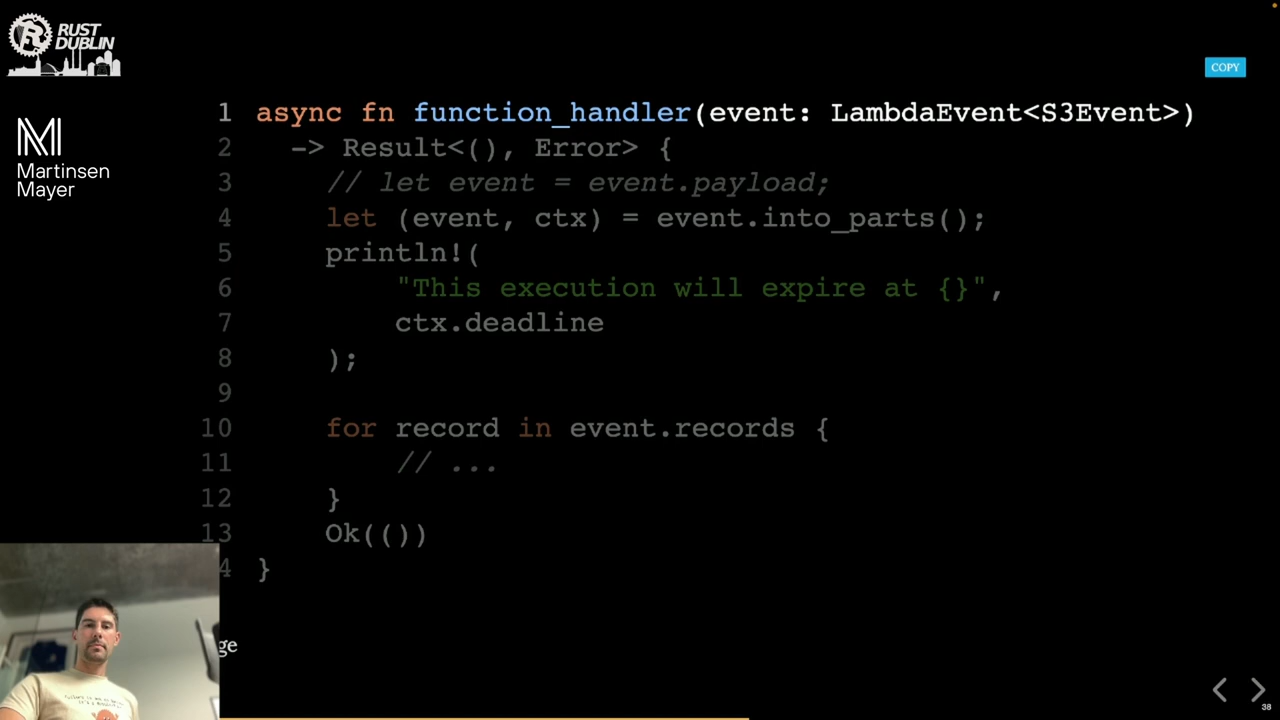 RUST
DUBLIN
COPY
Martinsen
Mayer
1 async fn function_handler(event: LambdaEvent<S3Event>)
2 -> Result<(), Error> {
3 // let event = event.payload;
4 let (event, ctx) = event.into_parts();
5 println!(
6 "This execution will expire at {}",
7 ctx.deadline
8 );
9
10 for record in event.records {
11 // ...
12 }
13 Ok(())
4 }
ge
38